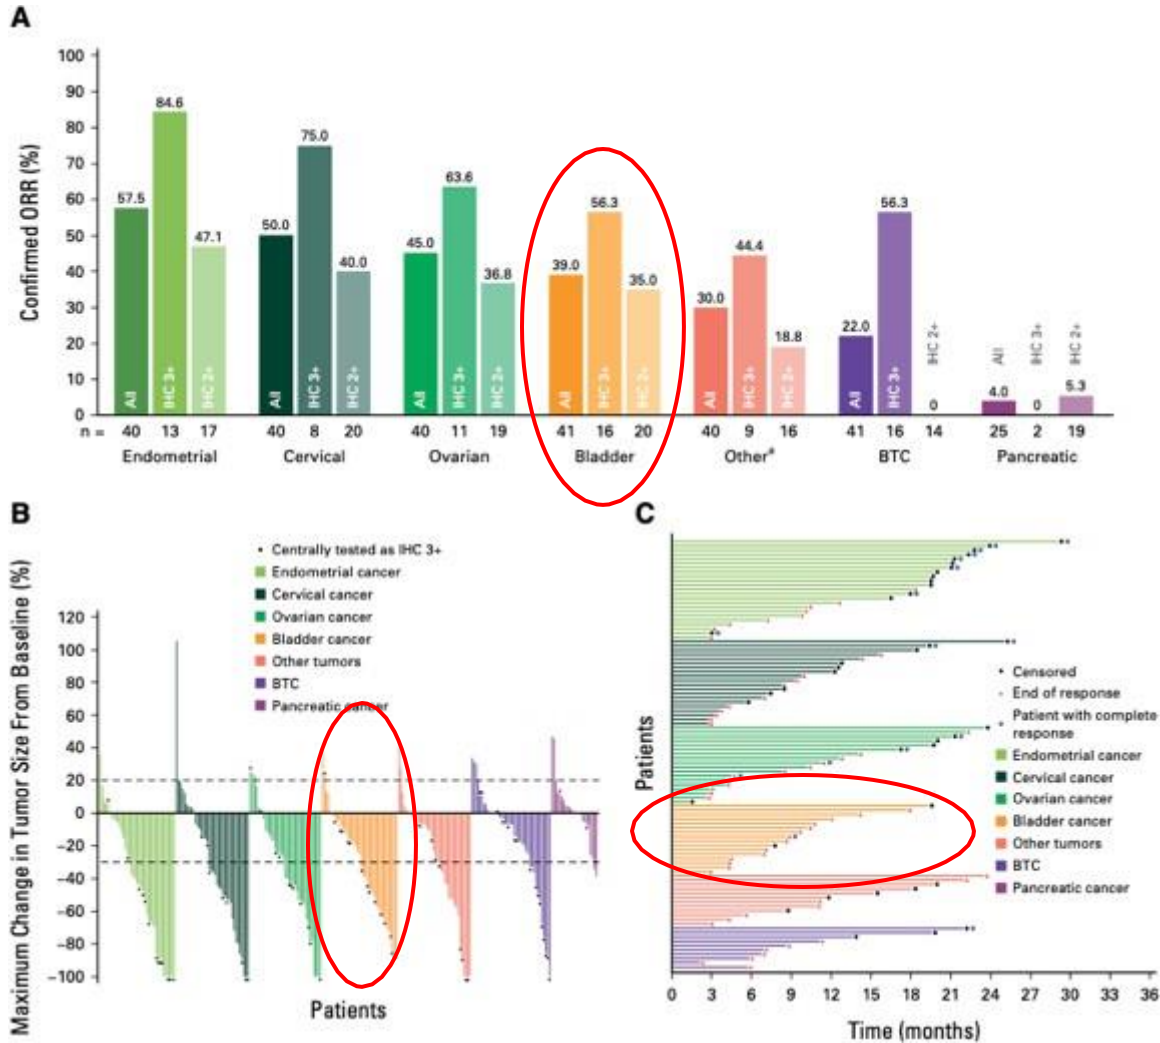 A
Confirmed ORR (%)
100
90
80
70
60
50
40
30
20
10
0
57.5 84.6 47.1 50.0 75.0 40.0 45.0 63.6 36.8 39.0 56.3 35.0 30.0 44.4 18.8 22.0 56.3 0 4.0 0 5.3
All IHC 3+ IHC 2+ All IHC 3+ IHC 2+ All IHC 3+ IHC 2+ All IHC 3+ IHC 2+ All IHC 3+ IHC 2+ All IHC 3+ IHC 2+ All IHC 3+ IHC 2+
n = 40 13 17 40 8 20 40 11 19 41 16 20 40 9 16 41 16 14 25 2 19
Endometrial Cervical Ovarian Bladder Otherª BTC Pancreatic
B
Maximum Change in Tumor Size From Baseline (%)
Centrally tested as IHC 3+
Endometrial cancer
Cervical cancer
Ovarian cancer
Bladder cancer
Other tumors
BTC
Pancreatic cancer
120
100
80
60
40
20
0
−20
−40
−60
−80
−100
Patients
C
Patients
Censored
End of response
Patient with complete
response
Endometrial cancer
Cervical cancer
Ovarian cancer
Bladder cancer
Other tumors
BTC
Pancreatic cancer
0 3 6 9 12 15 18 21 24 27 30 33 36
Time (months)